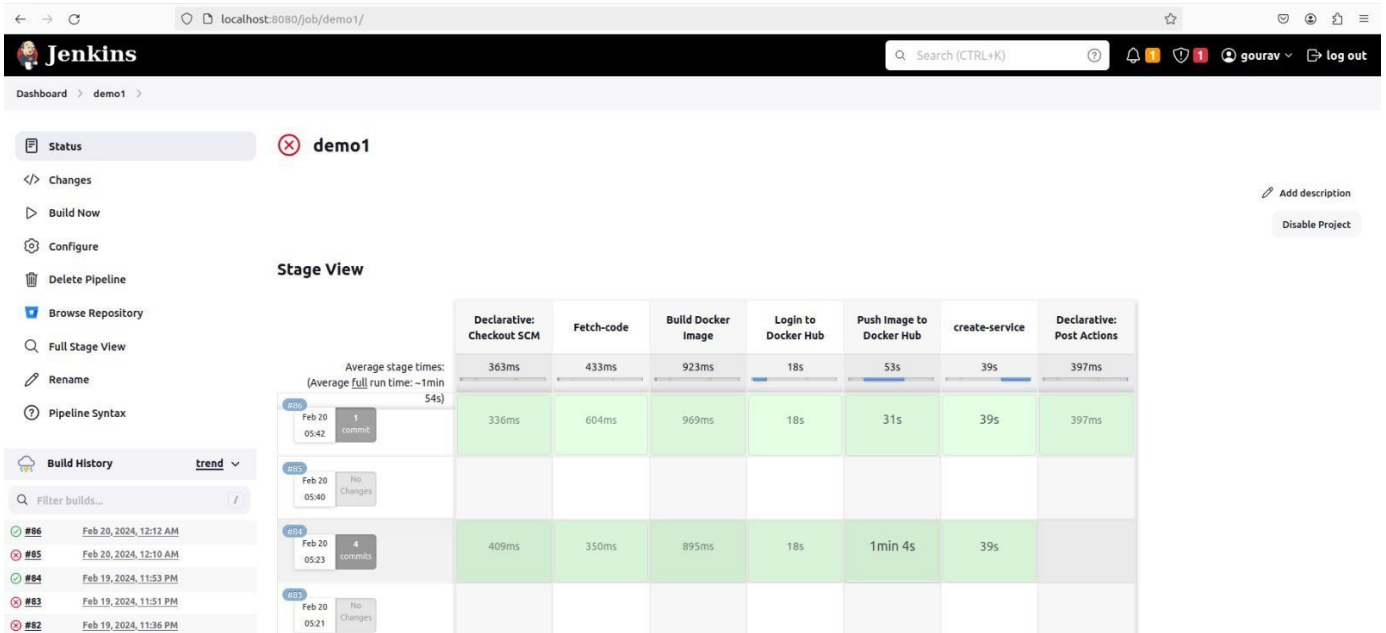 localhost:8080/job/demo1/
Jenkins
Search (CTRL+K)
?
1
1
gourav
log out
Dashboard > demo1 >
Status
Changes
Build Now
Configure
Delete Pipeline
Browse Repository
Full Stage View
Rename
Pipeline Syntax
Build History
trend
Filter builds...
/
#86 Feb 20, 2024, 12:12 AM
#85 Feb 20, 2024, 12:10 AM
#84 Feb 19, 2024, 11:53 PM
#83 Feb 19, 2024, 11:51 PM
#82 Feb 19, 2024, 11:36 PM
demo1
Add description
Disable Project
Stage View
Declarative:
Checkout SCM
Fetch-code
Build Docker
Image
Login to
Docker Hub
Push Image to
Docker Hub
create-service
Declarative:
Post Actions
Average stage times:
(Average full run time: ~1min
54s)
363ms 433ms 923ms 18s 53s 39s 397ms
#86
Feb 20
05:42
1
commit
336ms 604ms 969ms 18s 31s 39s 397ms
#85
Feb 20
05:40
No
Changes
#84
Feb 20
05:23
4
commits
409ms 350ms 895ms 18s 1min 4s 39s
#83
Feb 20
05:21
No
Changes